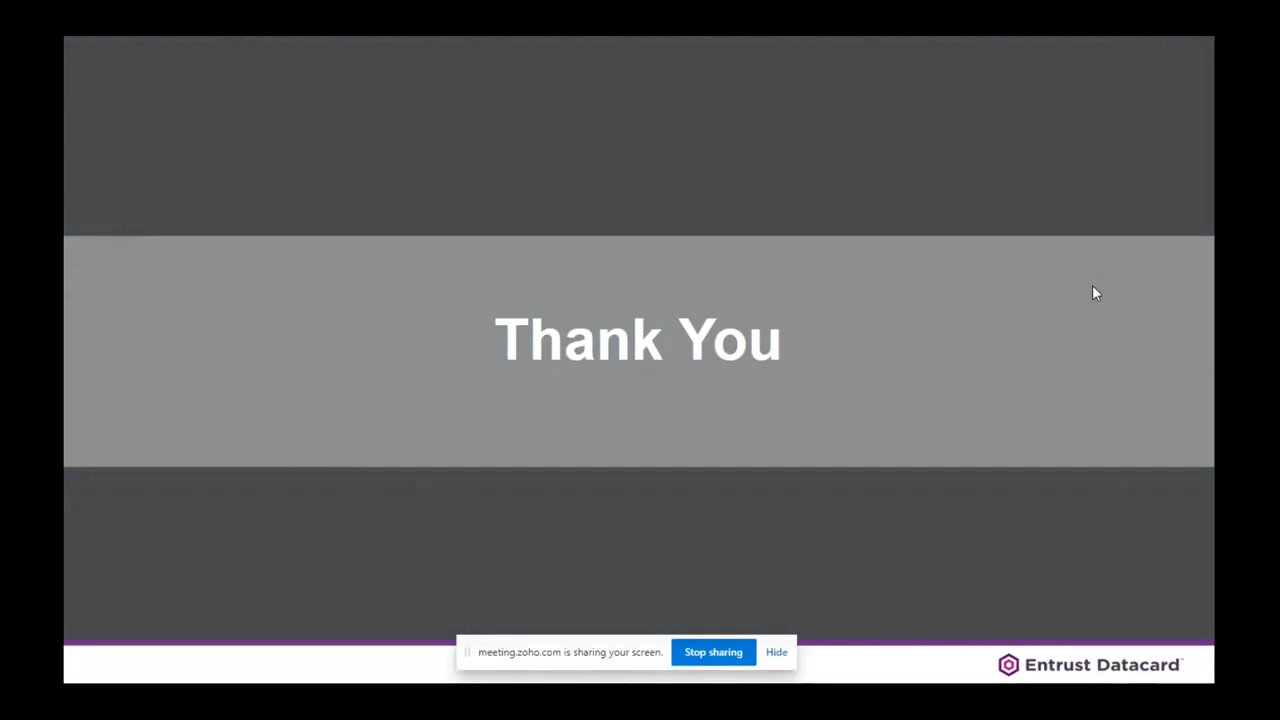 Thank You
meeting.zoho.com is sharing your screen. Stop sharing Hide
Entrust Datacard